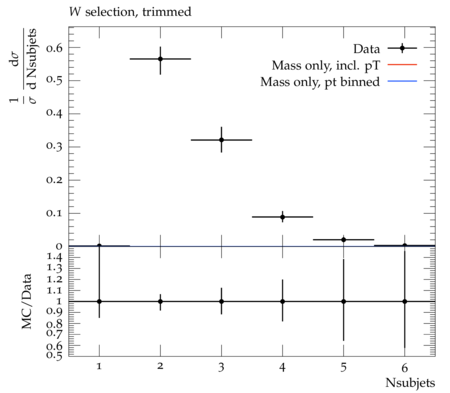 W selection, trimmed
1/σ dσ/d Nsubjets
Data
Mass only, incl. pT
Mass only, pt binned
0.6
0.5
0.4
0.3
0.2
0.1
0
MC/Data
1.4
1.3
1.2
1.1
1
0.9
0.8
0.7
0.6
0.5
1 2 3 4 5 6
Nsubjets